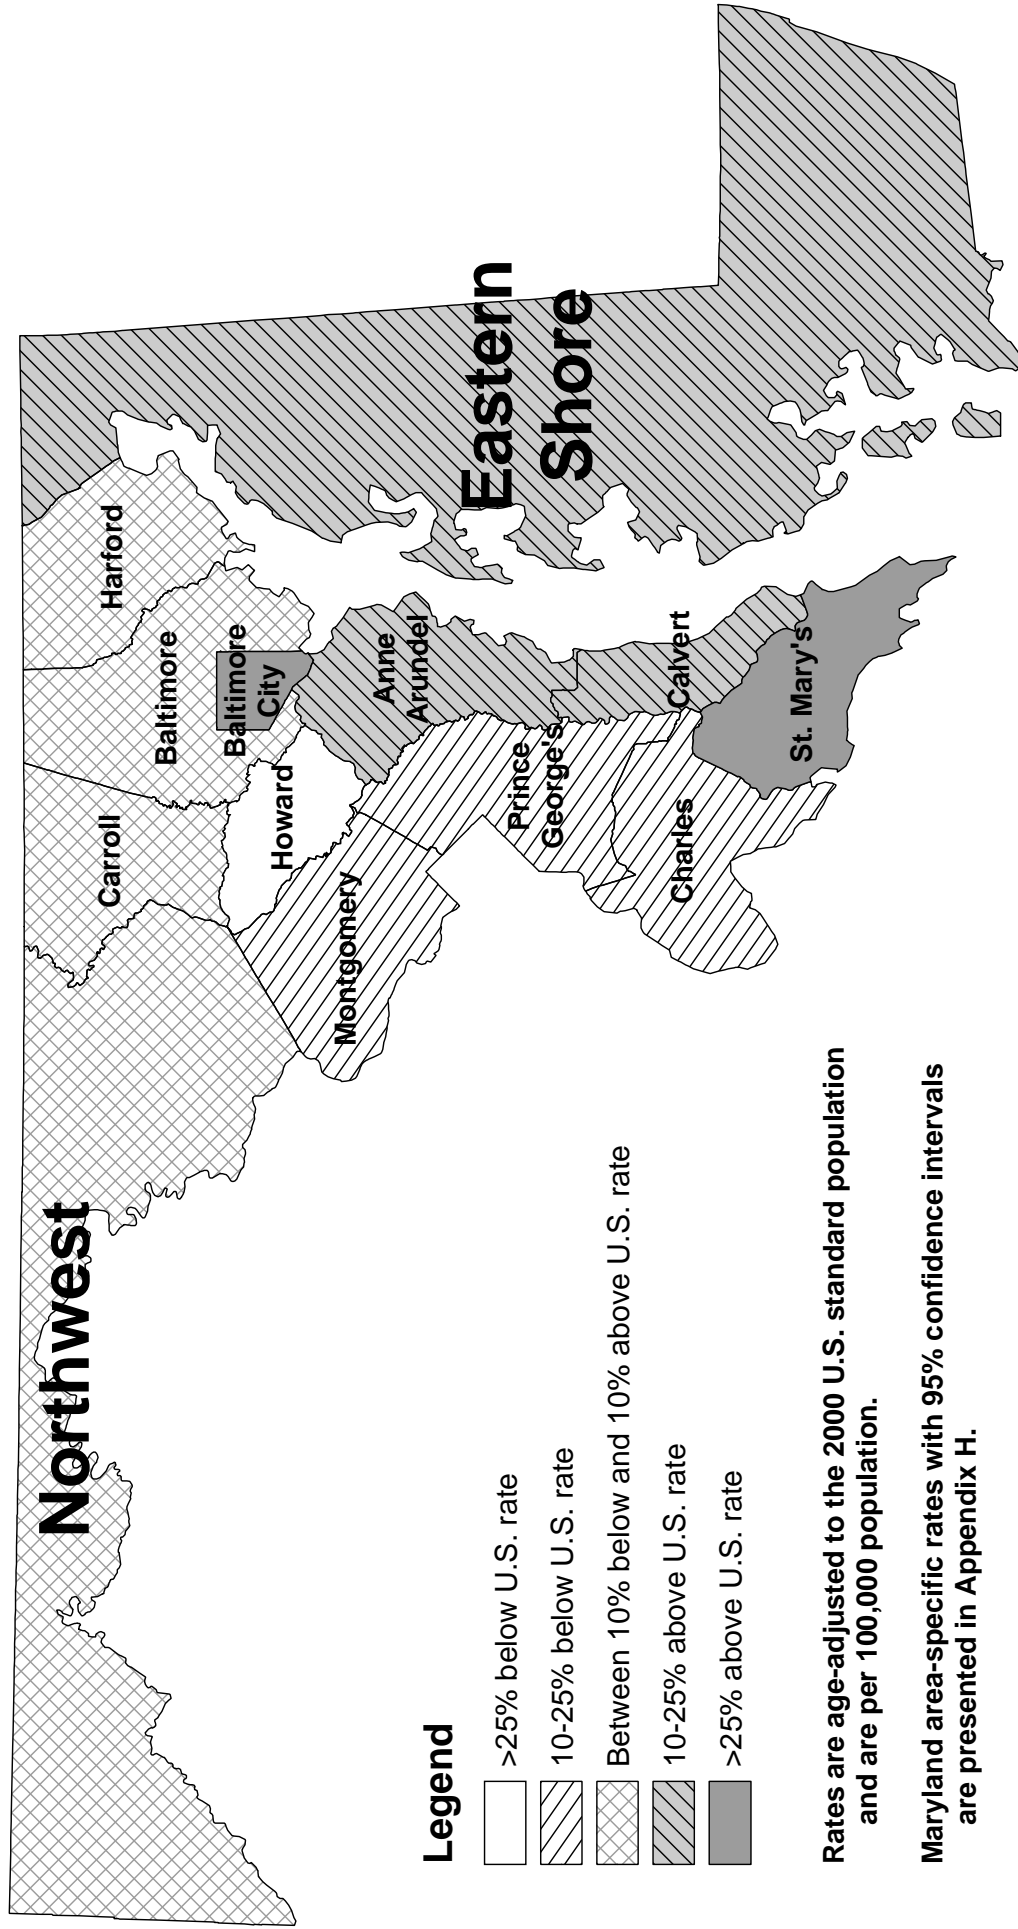 Northwest
Carroll
Baltimore
Harford
Baltimore
City
Howard
Montgomery
Anne
Arundel
Prince
George's
Calvert
Charles
St. Mary's
Eastern
Shore
Legend
>25% below U.S. rate
10-25% below U.S. rate
Between 10% below and 10% above U.S. rate
10-25% above U.S. rate
>25% above U.S. rate
Rates are age-adjusted to the 2000 U.S. standard population
and are per 100,000 population.
Maryland area-specific rates with 95% confidence intervals
are presented in Appendix H.